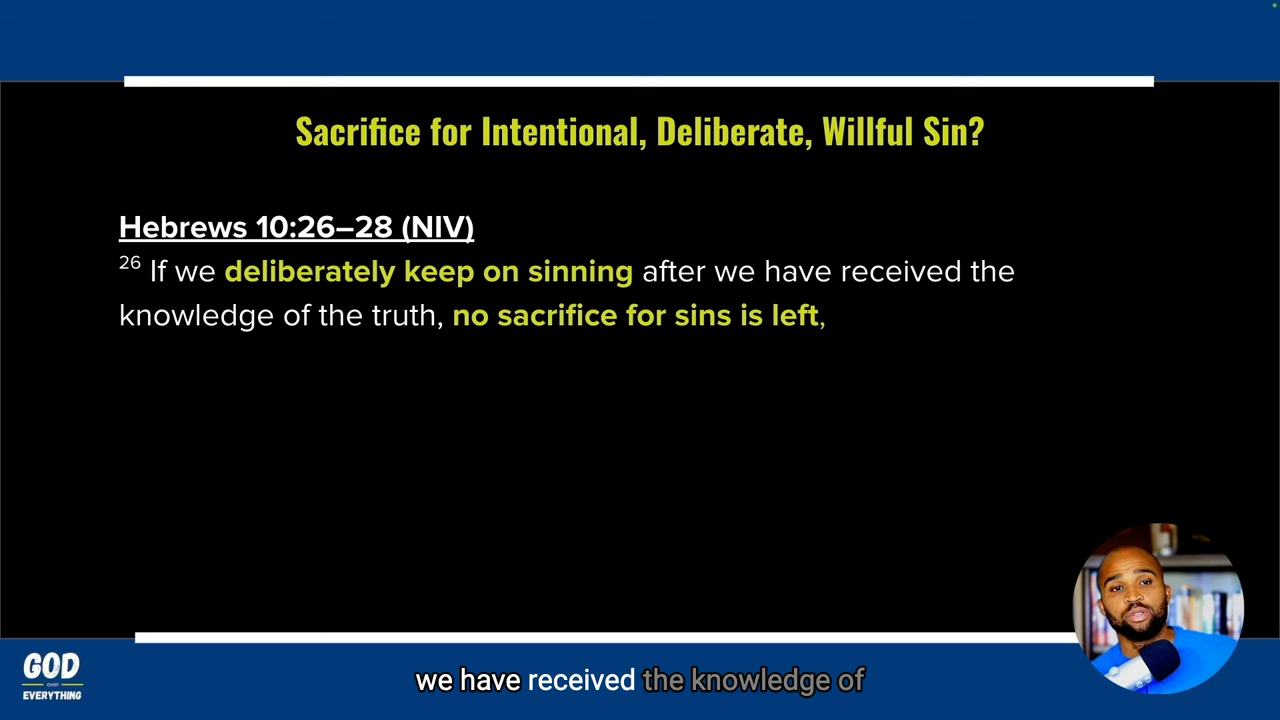 Sacrifice for Intentional, Deliberate, Willful Sin?
Hebrews 10:26–28 (NIV)
26 If we deliberately keep on sinning after we have received the
knowledge of the truth, no sacrifice for sins is left,
GOD
OVER
EVERYTHING
we have received the knowledge of